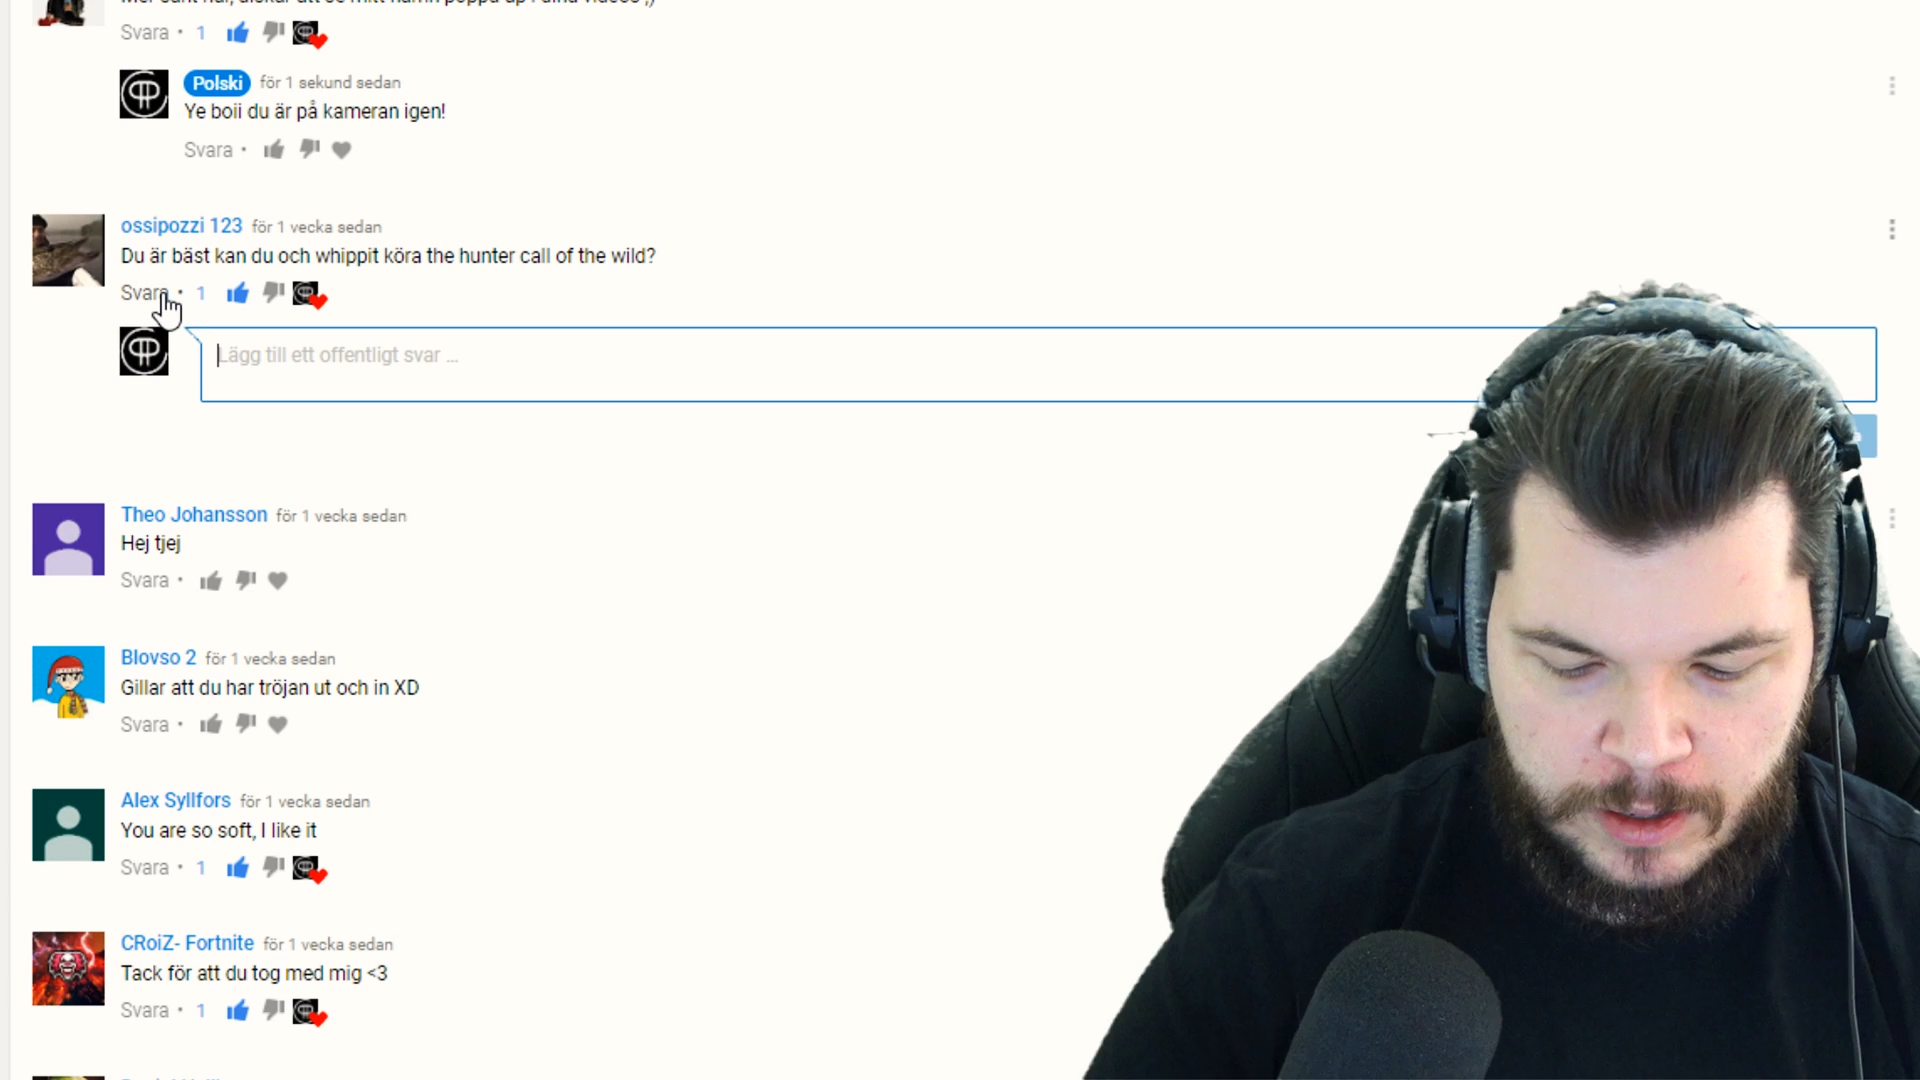 Svara • 1
Polski för 1 sekund sedan
Ye boii du är på kameran igen!
Svara •
ossipozzi 123 för 1 vecka sedan
Du är bäst kan du och whippit köra the hunter call of the wild?
Svara • 1
Lägg till ett offentligt svar ...
Theo Johansson för 1 vecka sedan
Hej tjej
Svara •
Blovso 2 för 1 vecka sedan
Gillar att du har tröjan ut och in XD
Svara •
Alex Syllfors för 1 vecka sedan
You are so soft, I like it
Svara • 1
CRoiZ- Fortnite för 1 vecka sedan
Tack för att du tog med mig <3
Svara • 1